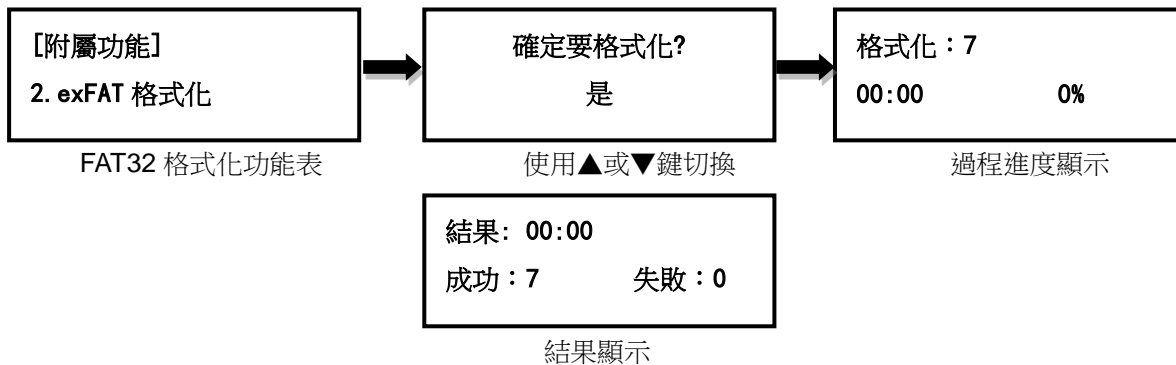 [附屬功能]
2. exFAT 格式化
FAT32 格式化功能表
確定要格式化?
是
使用▲或▼鍵切換
格式化：7
00:00 0%
過程進度顯示
結果: 00:00
成功：7 失敗：0
結果顯示